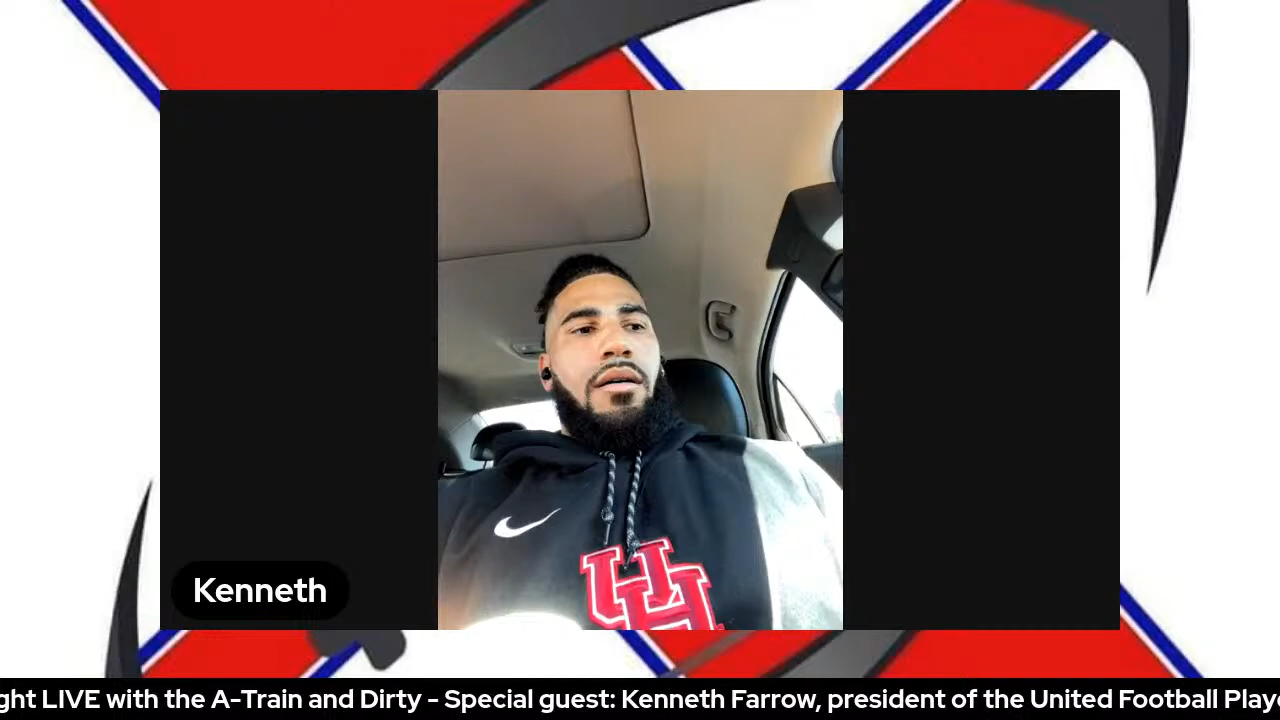 UH
Kenneth
ght LIVE with the A-Train and Dirty - Special guest: Kenneth Farrow, president of the United Football Playe